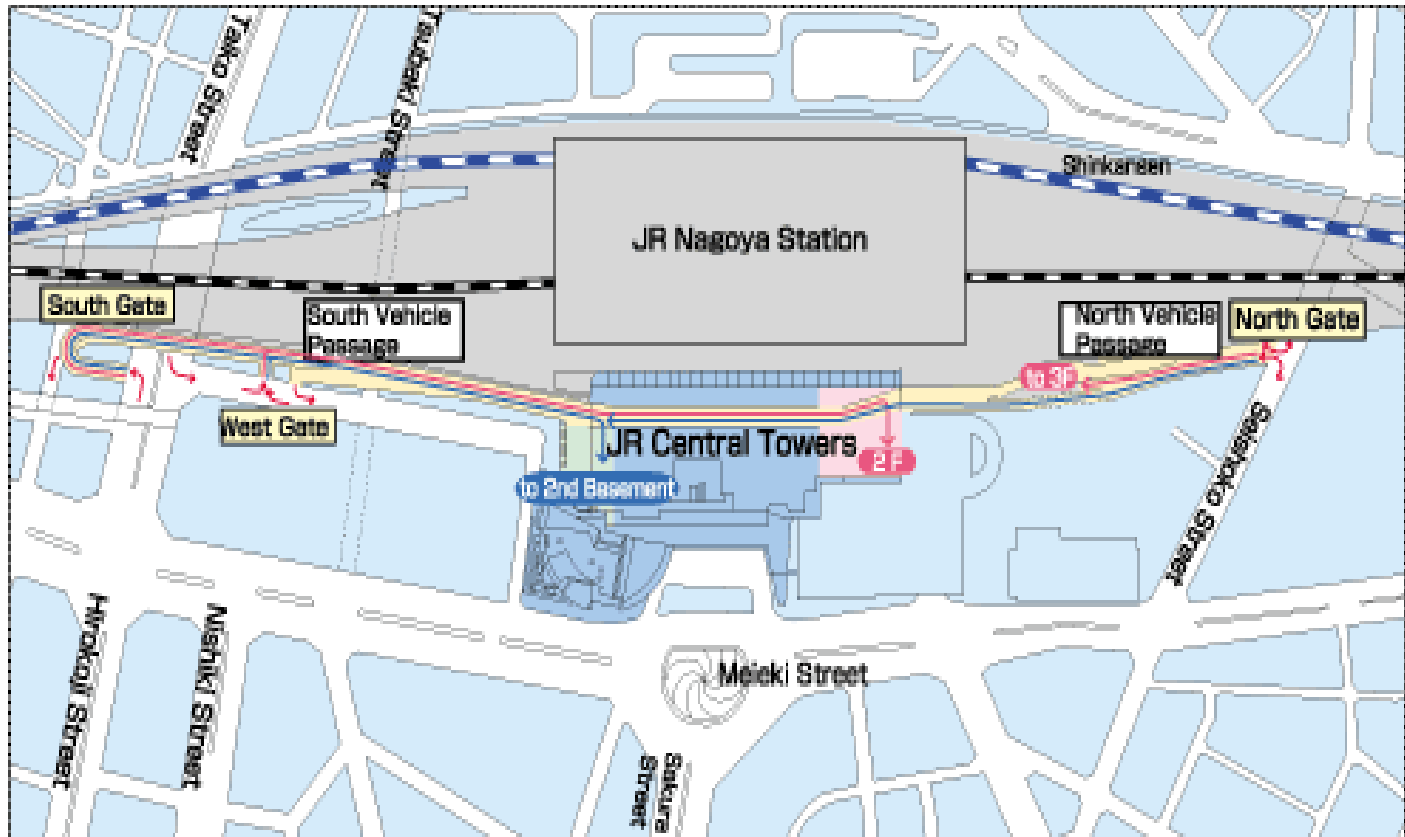 Taiko Street
Tsubaki Street
Shinkansen
JR Nagoya Station
South Gate
South Vehicle
Passage
North Vehicle
Passage
North Gate
to 3F
West Gate
JR Central Towers
2F
to 2nd Basement
Seishoko Street
Hirokoji Street
Nishiki Street
Meieki Street
Sakura
Street